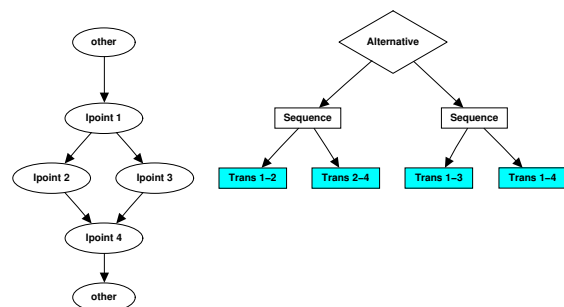 other
Ipoint 1
Ipoint 2
Ipoint 3
Ipoint 4
other
Alternative
Sequence
Sequence
Trans 1−2
Trans 2−4
Trans 1−3
Trans 1−4